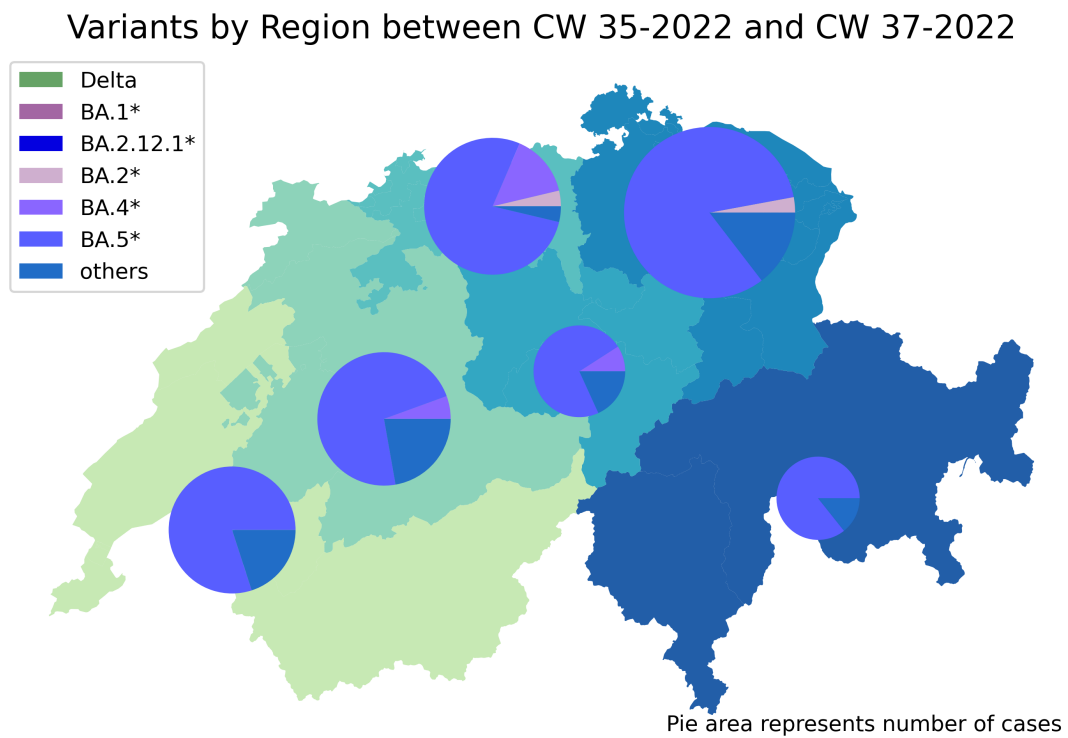 Variants by Region between CW 35-2022 and CW 37-2022
Delta
BA.1*
BA.2.12.1*
BA.2*
BA.4*
BA.5*
others
Pie area represents number of cases